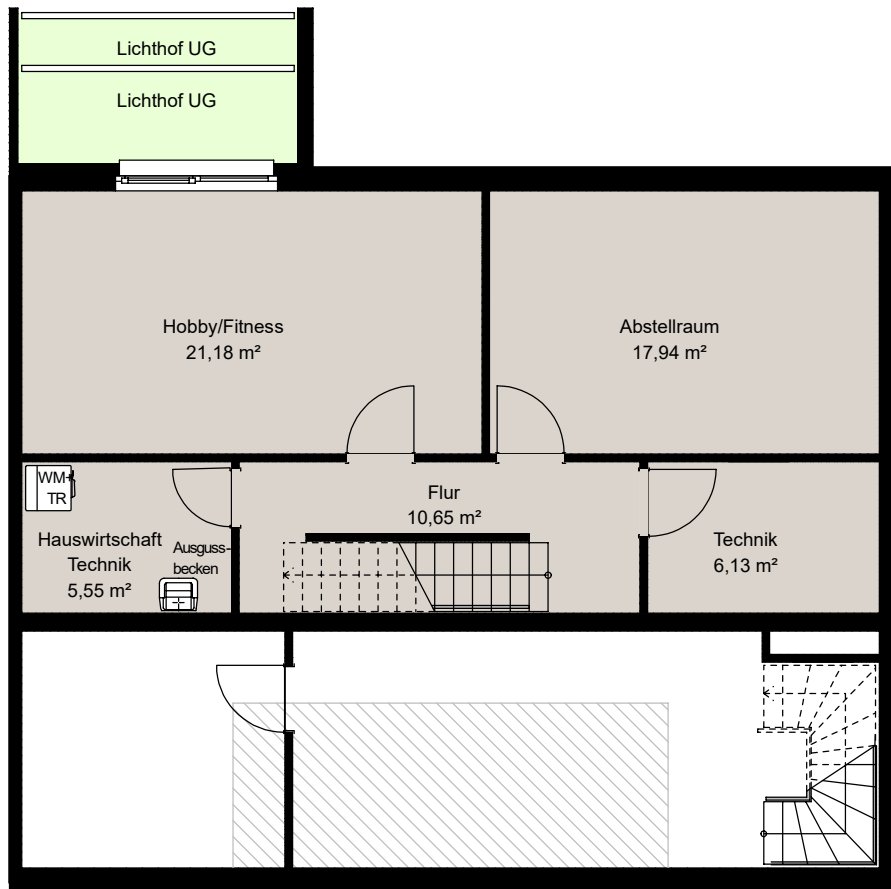 Lichthof UG
Lichthof UG
Hobby/Fitness
21,18 m²
Abstellraum
17,94 m²
WM+
TR
Flur
10,65 m²
Hauswirtschaft
Technik
5,55 m²
Ausguss-
becken
Technik
6,13 m²